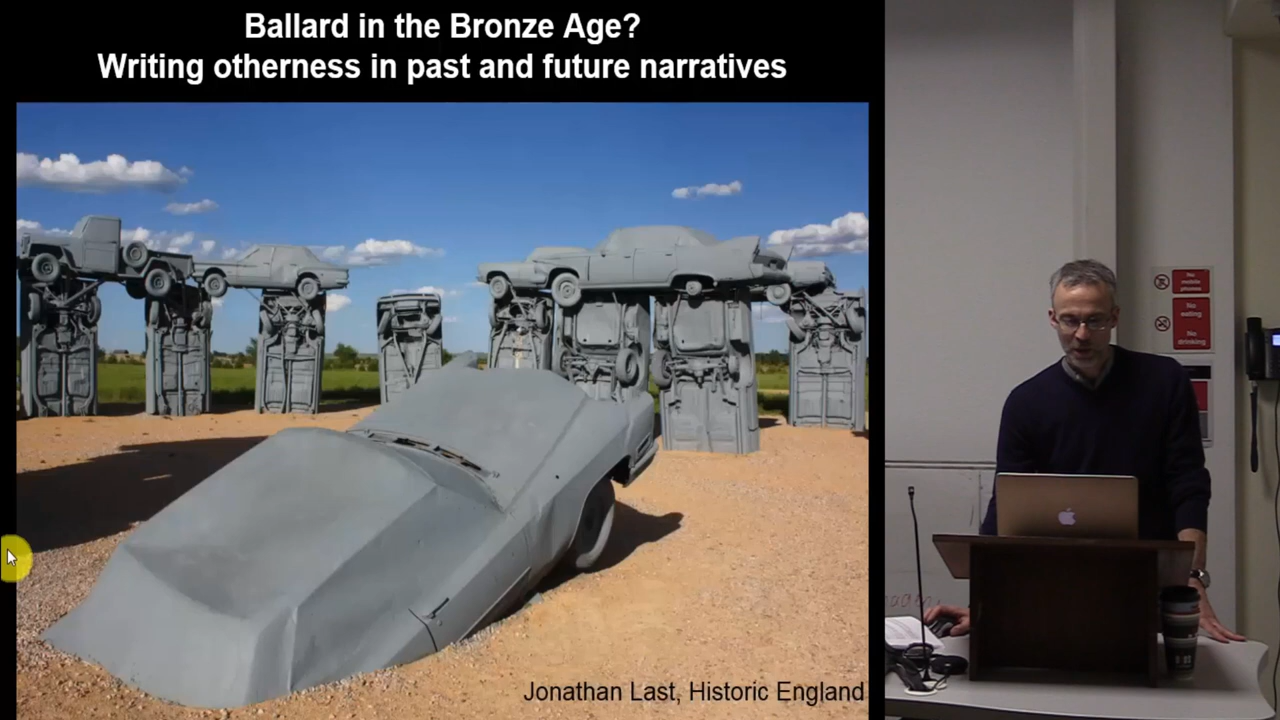 Ballard in the Bronze Age?
Writing otherness in past and future narratives
Jonathan Last, Historic England
No
mobile
phones
No
eating
No
drinking